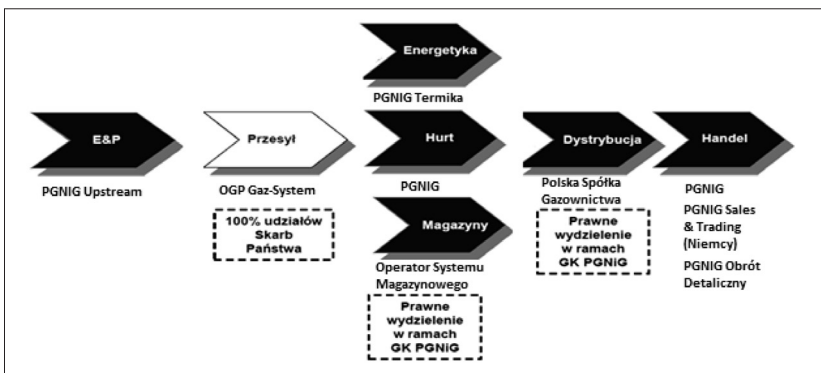 Energetyka
PGNIG Termika
E&P
PGNIG Upstream
Przesył
OGP Gaz-System
100% udziałów
Skarb
Państwa
Hurt
PGNIG
Magazyny
Operator Systemu
Magazynowego
Prawne
wydzielenie
w ramach
GK PGNiG
Dystrybucja
Polska Spółka
Gazownictwa
Prawne
wydzielenie
w ramach
GK PGNiG
Handel
PGNIG
PGNIG Sales
& Trading
(Niemcy)
PGNIG Obrót
Detaliczny